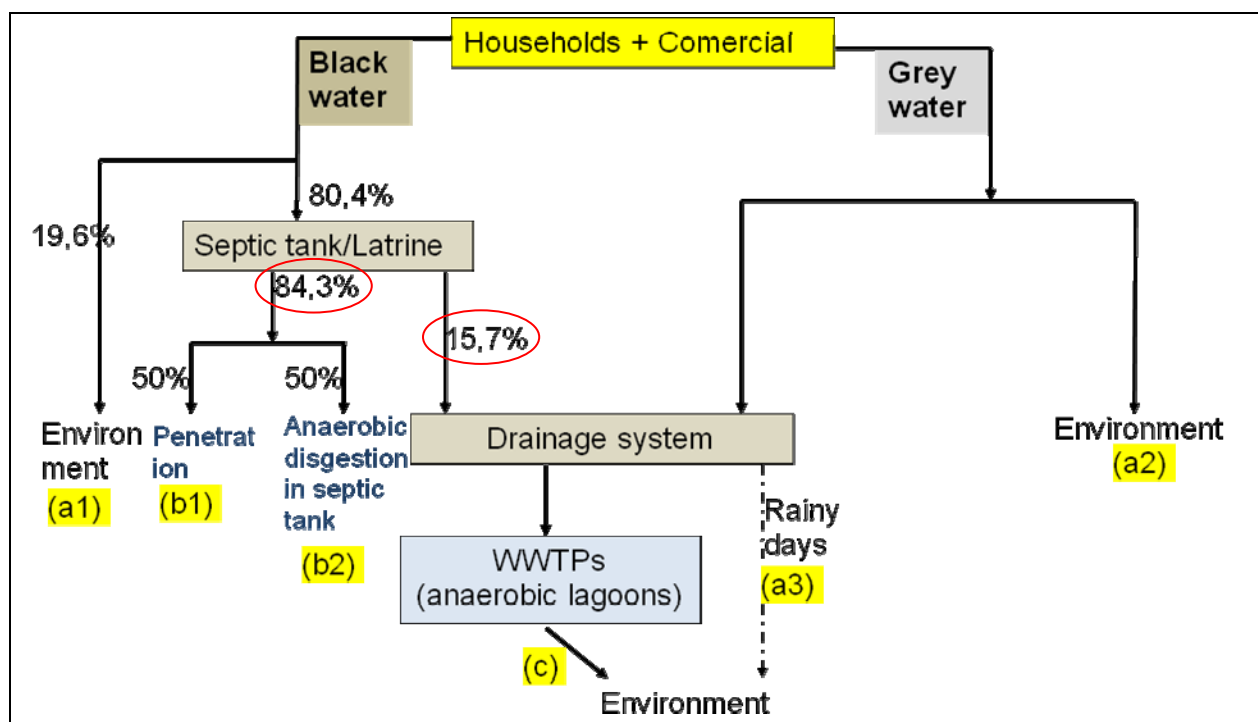 Households + Comercial
Black
water
Grey
water
80,4%
19,6%
Septic tank/Latrine
84,3%
15,7%
50%
50%
Environ
ment
(a1)
Penetrat
ion
(b1)
Anaerobic
disgestion
in septic
tank
(b2)
Drainage system
Environment
(a2)
Rainy
days
(a3)
WWTPs
(anaerobic lagoons)
(c)
Environment